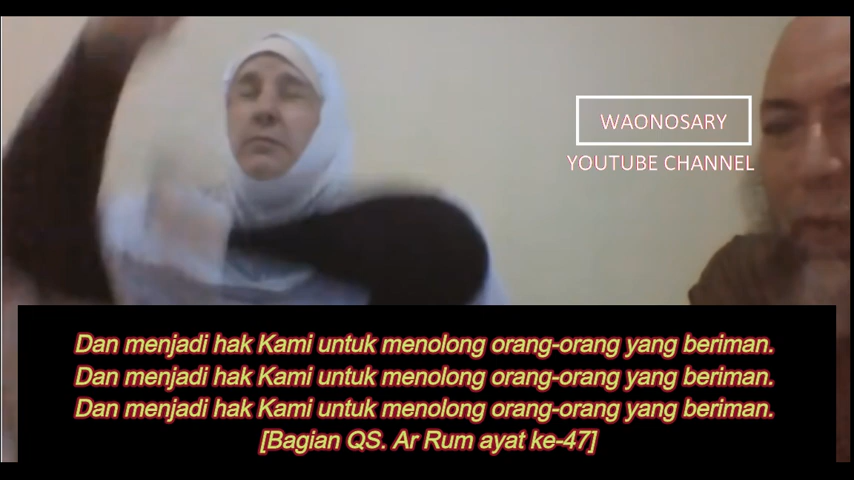 WAONOSARY
YOUTUBE CHANNEL
Dan menjadi hak Kami untuk menolong orang-orang yang beriman.
Dan menjadi hak Kami untuk menolong orang-orang yang beriman.
Dan menjadi hak Kami untuk menolong orang-orang yang beriman.
[Bagian QS. Ar Rum ayat ke-47]